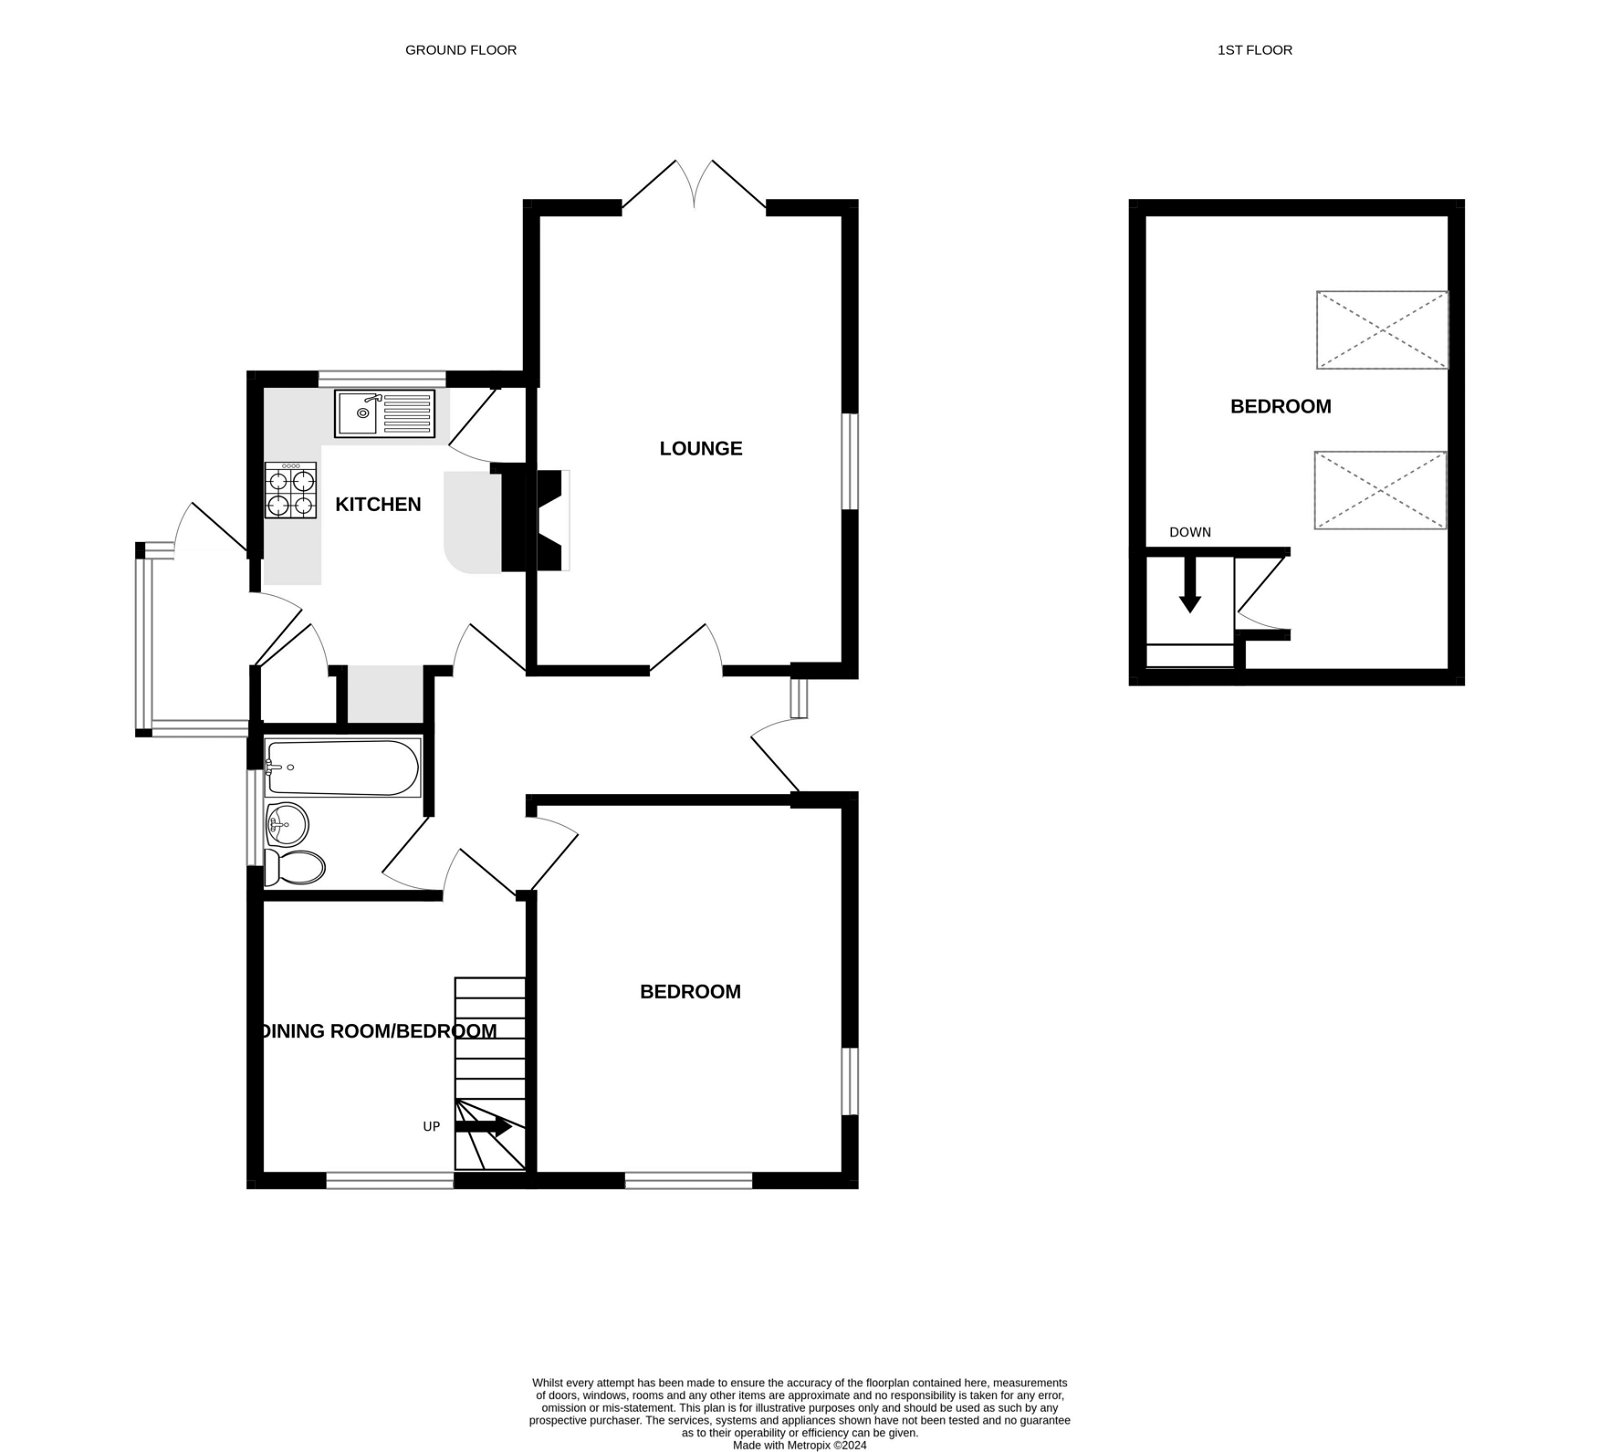 GROUND FLOOR
1ST FLOOR
LOUNGE
BEDROOM
KITCHEN
DOWN
BEDROOM
DINING ROOM/BEDROOM
UP
Whilst every attempt has been made to ensure the accuracy of the floorplan contained here, measurements
of doors, windows, rooms and any other items are approximate and no responsibility is taken for any error,
omission or mis-statement. This plan is for illustrative purposes only and should be used as such by any
prospective purchaser. The services, systems and appliances shown have not been tested and no guarantee
as to their operability or efficiency can be given.
Made with Metropix ©2024